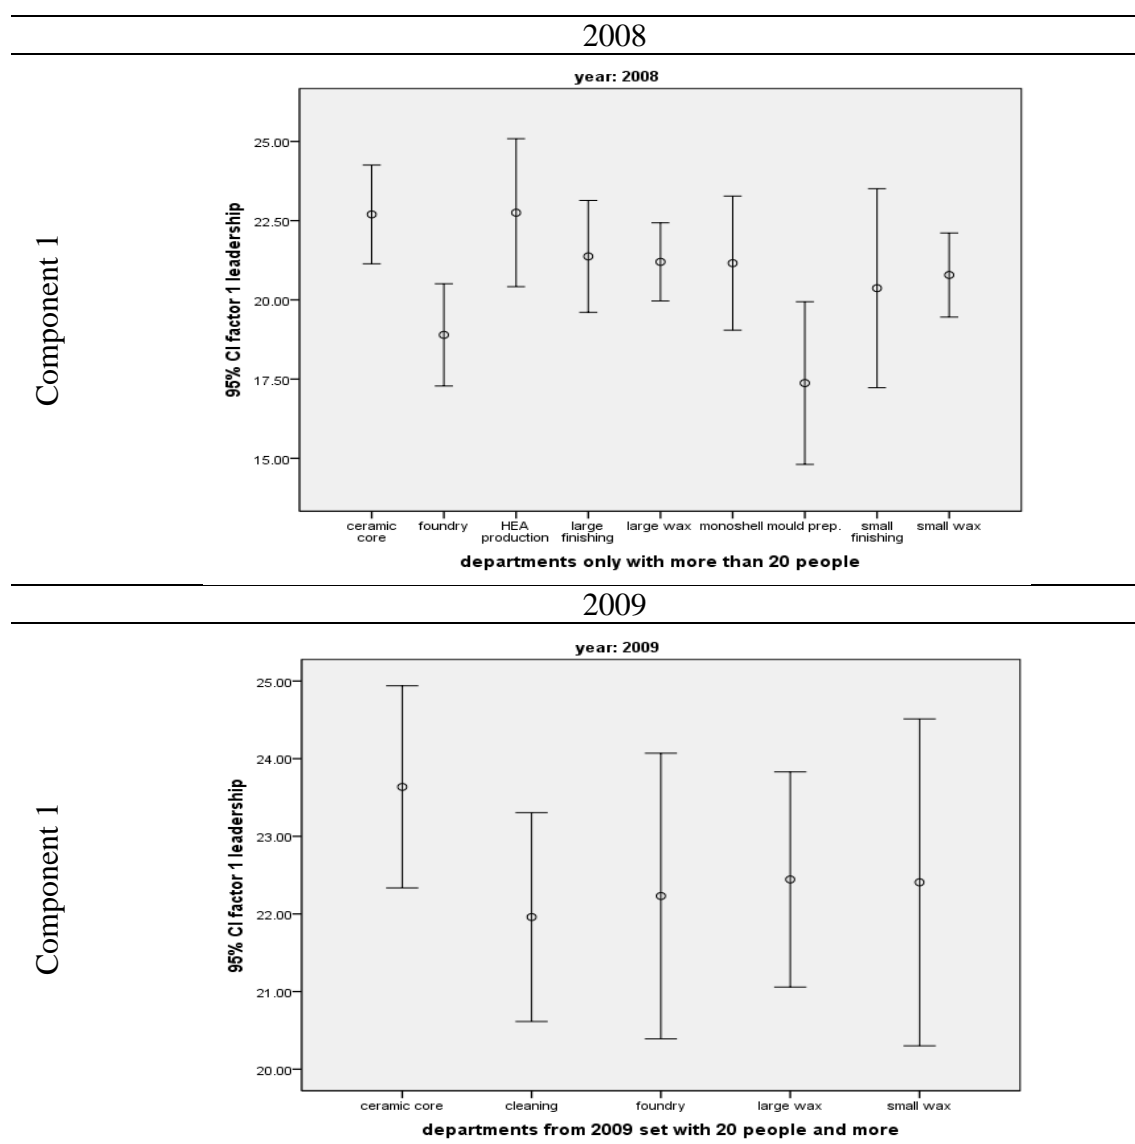 2008
Component 1
year: 2008
95% CI factor 1 leadership
25.00
22.50
20.00
17.50
15.00
ceramic core
foundry
HEA production
large finishing
large wax
monoshell
mould prep.
small finishing
small wax
departments only with more than 20 people
2009
Component 1
year: 2009
95% CI factor 1 leadership
25.00
24.00
23.00
22.00
21.00
20.00
ceramic core
cleaning
foundry
large wax
small wax
departments from 2009 set with 20 people and more